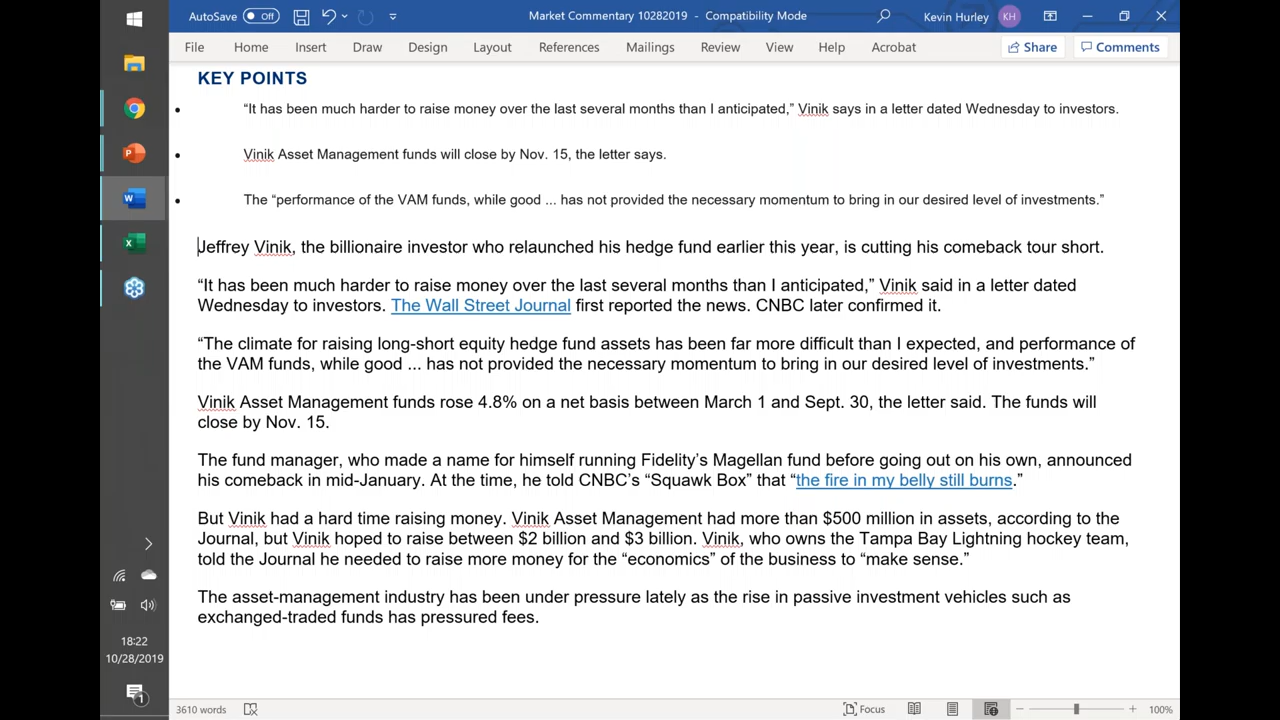 AutoSave Off Market Commentary 10282019 - Compatibility Mode Kevin Hurley KH
File Home Insert Draw Design Layout References Mailings Review View Help Acrobat Share Comments
KEY POINTS
• “It has been much harder to raise money over the last several months than I anticipated,” Vinik says in a letter dated Wednesday to investors.
• Vinik Asset Management funds will close by Nov. 15, the letter says.
• The “performance of the VAM funds, while good ... has not provided the necessary momentum to bring in our desired level of investments.”
Jeffrey Vinik, the billionaire investor who relaunched his hedge fund earlier this year, is cutting his comeback tour short.
“It has been much harder to raise money over the last several months than I anticipated,” Vinik said in a letter dated
Wednesday to investors. The Wall Street Journal first reported the news. CNBC later confirmed it.
“The climate for raising long-short equity hedge fund assets has been far more difficult than I expected, and performance of
the VAM funds, while good ... has not provided the necessary momentum to bring in our desired level of investments.”
Vinik Asset Management funds rose 4.8% on a net basis between March 1 and Sept. 30, the letter said. The funds will
close by Nov. 15.
The fund manager, who made a name for himself running Fidelity’s Magellan fund before going out on his own, announced
his comeback in mid-January. At the time, he told CNBC’s “Squawk Box” that “the fire in my belly still burns.”
But Vinik had a hard time raising money. Vinik Asset Management had more than $500 million in assets, according to the
Journal, but Vinik hoped to raise between $2 billion and $3 billion. Vinik, who owns the Tampa Bay Lightning hockey team,
told the Journal he needed to raise more money for the “economics” of the business to “make sense.”
The asset-management industry has been under pressure lately as the rise in passive investment vehicles such as
exchanged-traded funds has pressured fees.
18:22
10/28/2019
1
3610 words Focus 100%